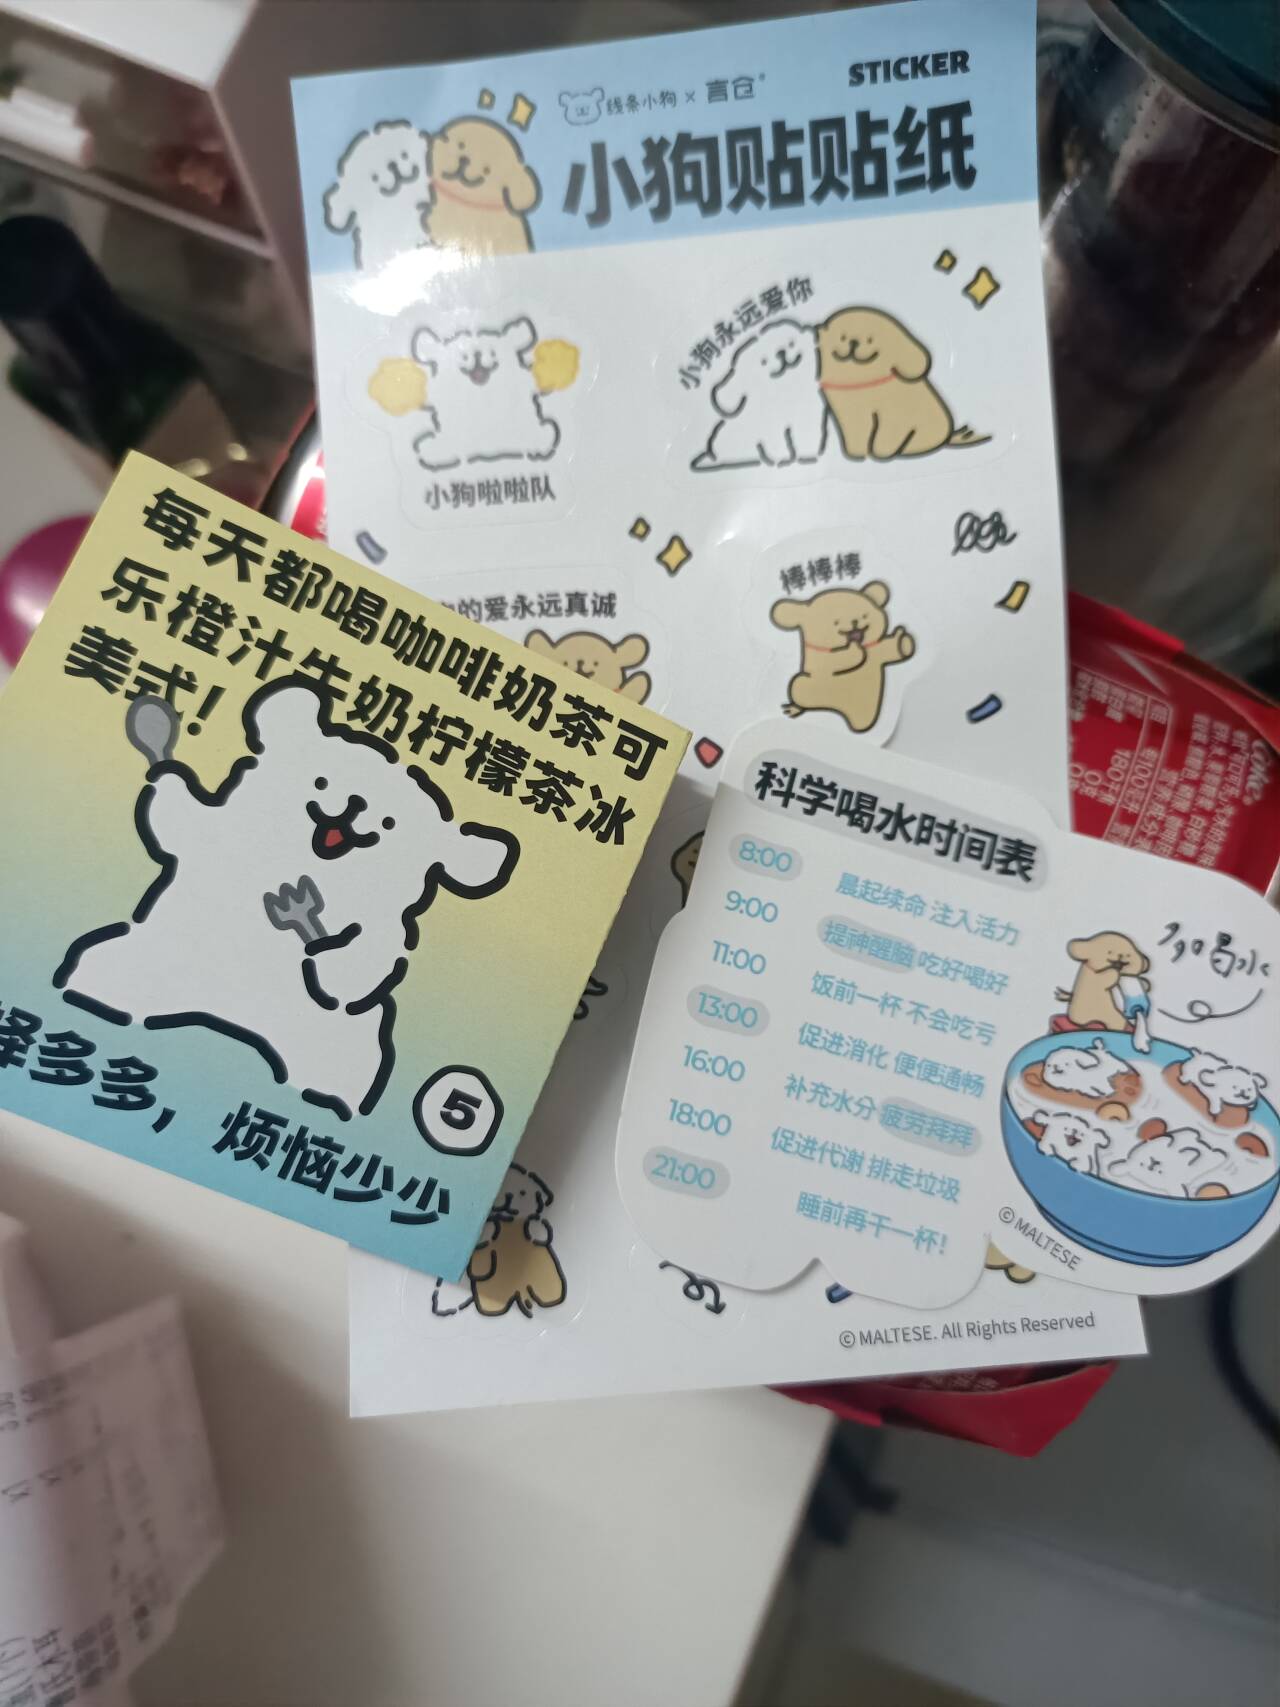 STICKER
线条小狗 × 言仓
小狗贴贴纸
小狗永远爱你
小狗啦啦队
的爱永远真诚
棒棒棒
每天都喝咖啡奶茶可
乐橙汁牛奶柠檬茶冰
美式!
择多多,烦恼少少
5
科学喝水时间表
8:00 晨起续命 注入活力
9:00 提神醒脑 吃好喝好
11:00 饭前一杯 不会吃亏
13:00 促进消化 便便通畅
16:00 补充水分 疲劳拜拜
18:00 促进代谢 排走垃圾
21:00 睡前再干一杯!
多喝水
©MALTESE
©MALTESE. All Rights Reserved
Coke